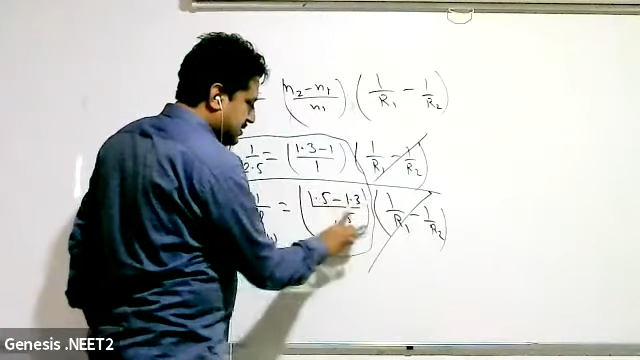 = (n₂-n₁/n₁) (1/R₁ - 1/R₂)
1/2.5 = (1.3-1/1) (1/R₁ - 1/R₂)
1/ = (1.5-1.3/ 5) (1/R₁ - 1/R₂)
Genesis .NEET2